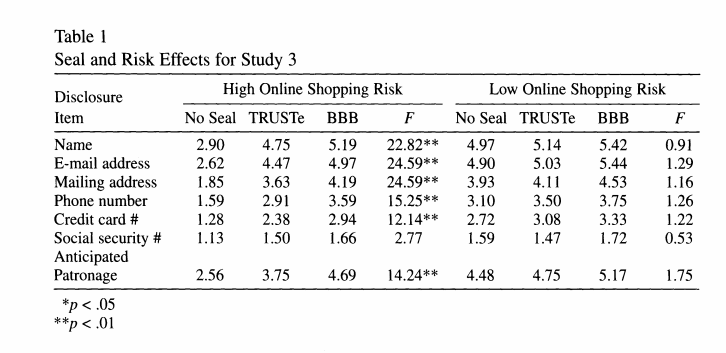 Table 1
Seal and Risk Effects for Study 3
Disclosure High Online Shopping Risk Low Online Shopping Risk
Item No Seal TRUSTe BBB F No Seal TRUSTe BBB F
Name 2.90 4.75 5.19 22.82** 4.97 5.14 5.42 0.91
E-mail address 2.62 4.47 4.97 24.59** 4.90 5.03 5.44 1.29
Mailing address 1.85 3.63 4.19 24.59** 3.93 4.11 4.53 1.16
Phone number 1.59 2.91 3.59 15.25** 3.10 3.50 3.75 1.26
Credit card # 1.28 2.38 2.94 12.14** 2.72 3.08 3.33 1.22
Social security # 1.13 1.50 1.66 2.77 1.59 1.47 1.72 0.53
Anticipated
Patronage 2.56 3.75 4.69 14.24** 4.48 4.75 5.17 1.75
*p < .05
**p < .01